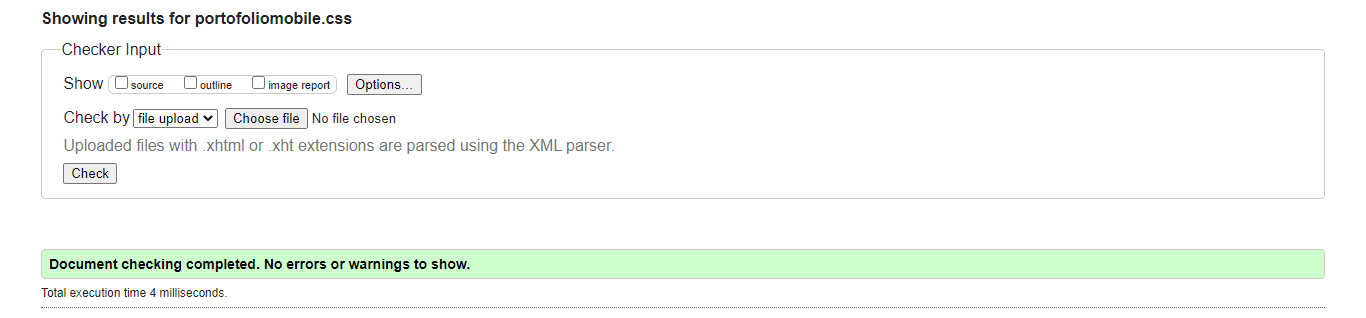 Showing results for portofoliomobile.css
Checker Input
Show source outline image report Options...
Check by file upload Choose file No file chosen
Uploaded files with .xhtml or .xht extensions are parsed using the XML parser.
Check
Document checking completed. No errors or warnings to show.
Total execution time 4 milliseconds.